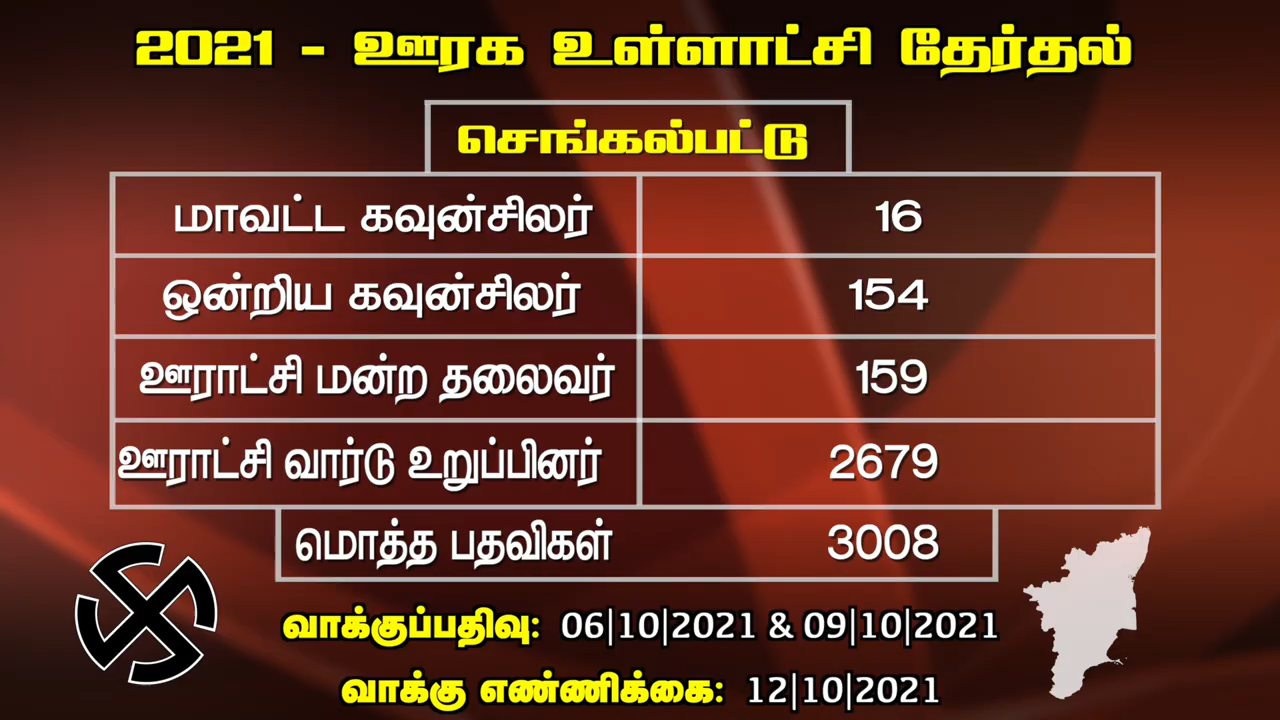 2021 - ஊரக உள்ளாட்சி தேர்தல்
செங்கல்பட்டு
மாவட்ட கவுன்சிலர் 16
ஒன்றிய கவுன்சிலர் 154
ஊராட்சி மன்ற தலைவர் 159
ஊராட்சி வார்டு உறுப்பினர் 2679
மொத்த பதவிகள் 3008
வாக்குப்பதிவு: 06|10|2021 & 09|10|2021
வாக்கு எண்ணிக்கை: 12|10|2021